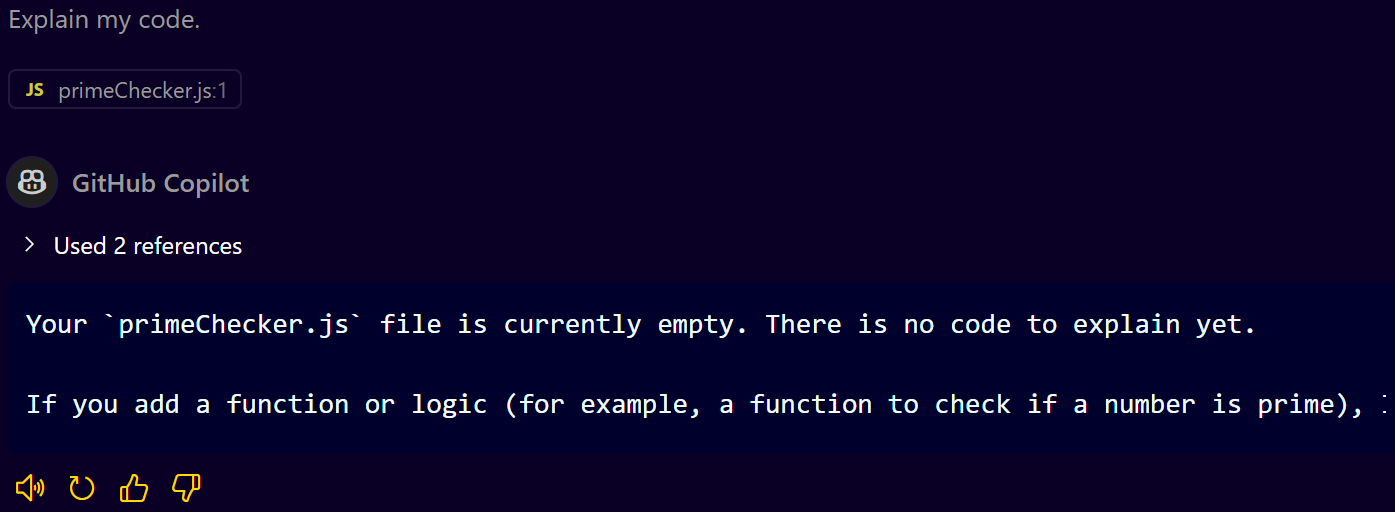 Explain my code.
JS primeChecker.js:1
GitHub Copilot
Used 2 references
Your `primeChecker.js` file is currently empty. There is no code to explain yet.
If you add a function or logic (for example, a function to check if a number is prime),